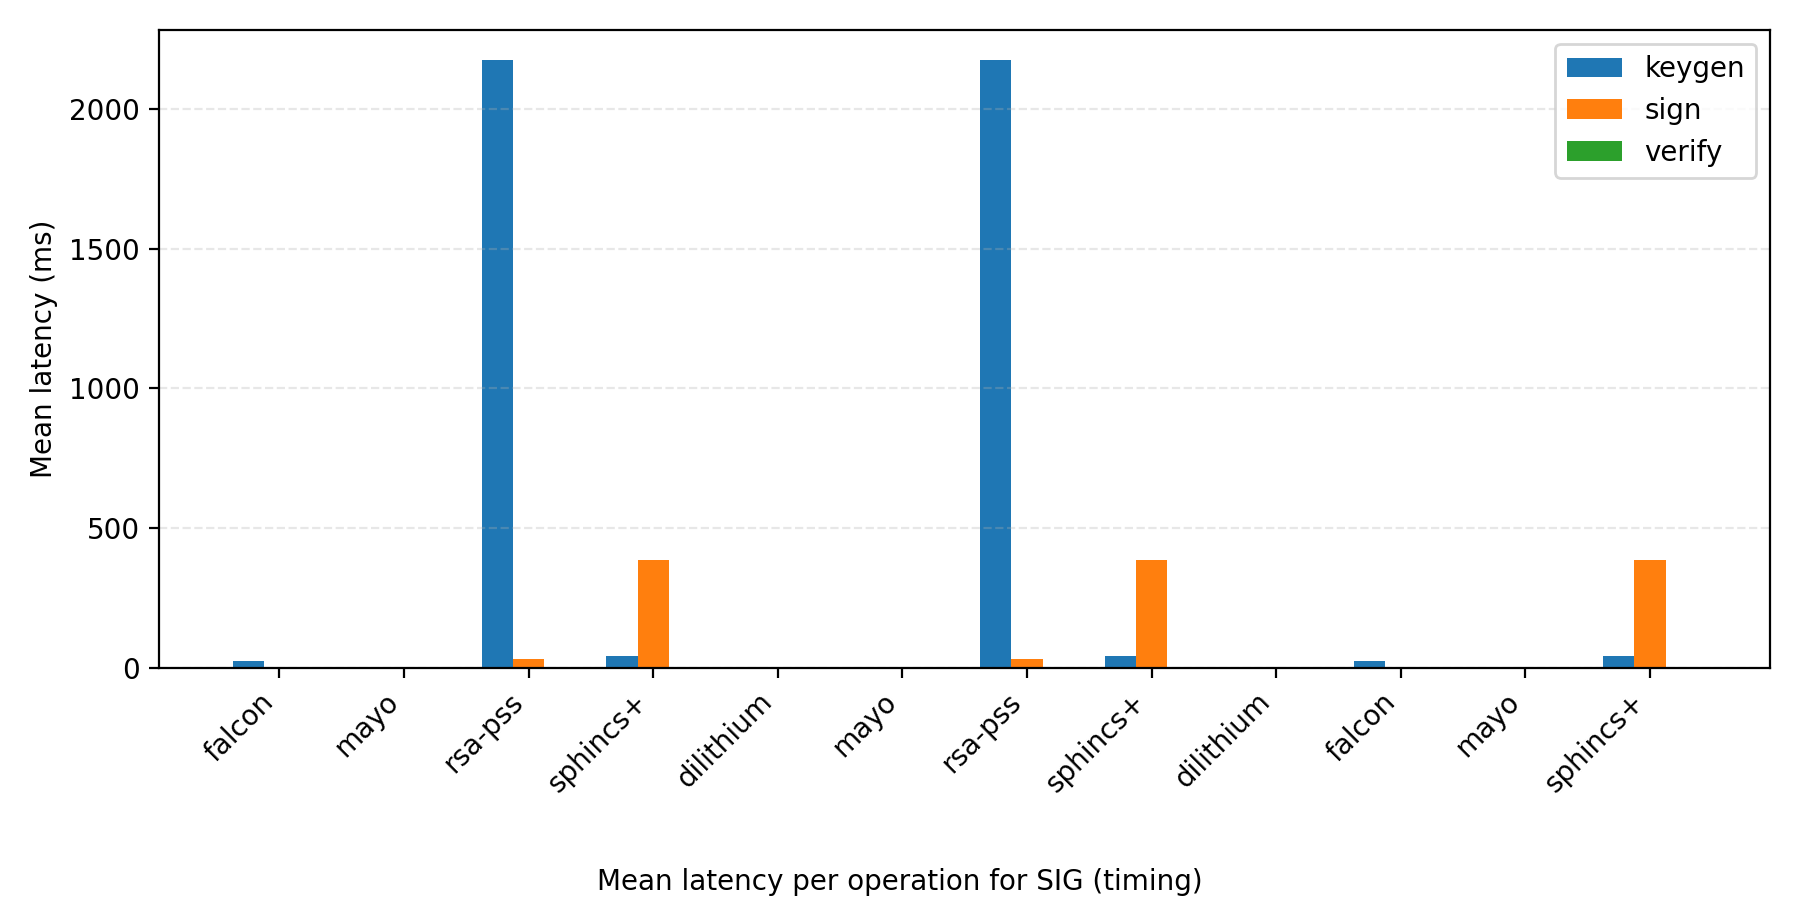 keygen
sign
verify
Mean latency (ms)
2000
1500
1000
500
0
falcon
mayo
rsa-pss
sphincs+
dilithium
mayo
rsa-pss
sphincs+
dilithium
falcon
mayo
sphincs+
Mean latency per operation for SIG (timing)